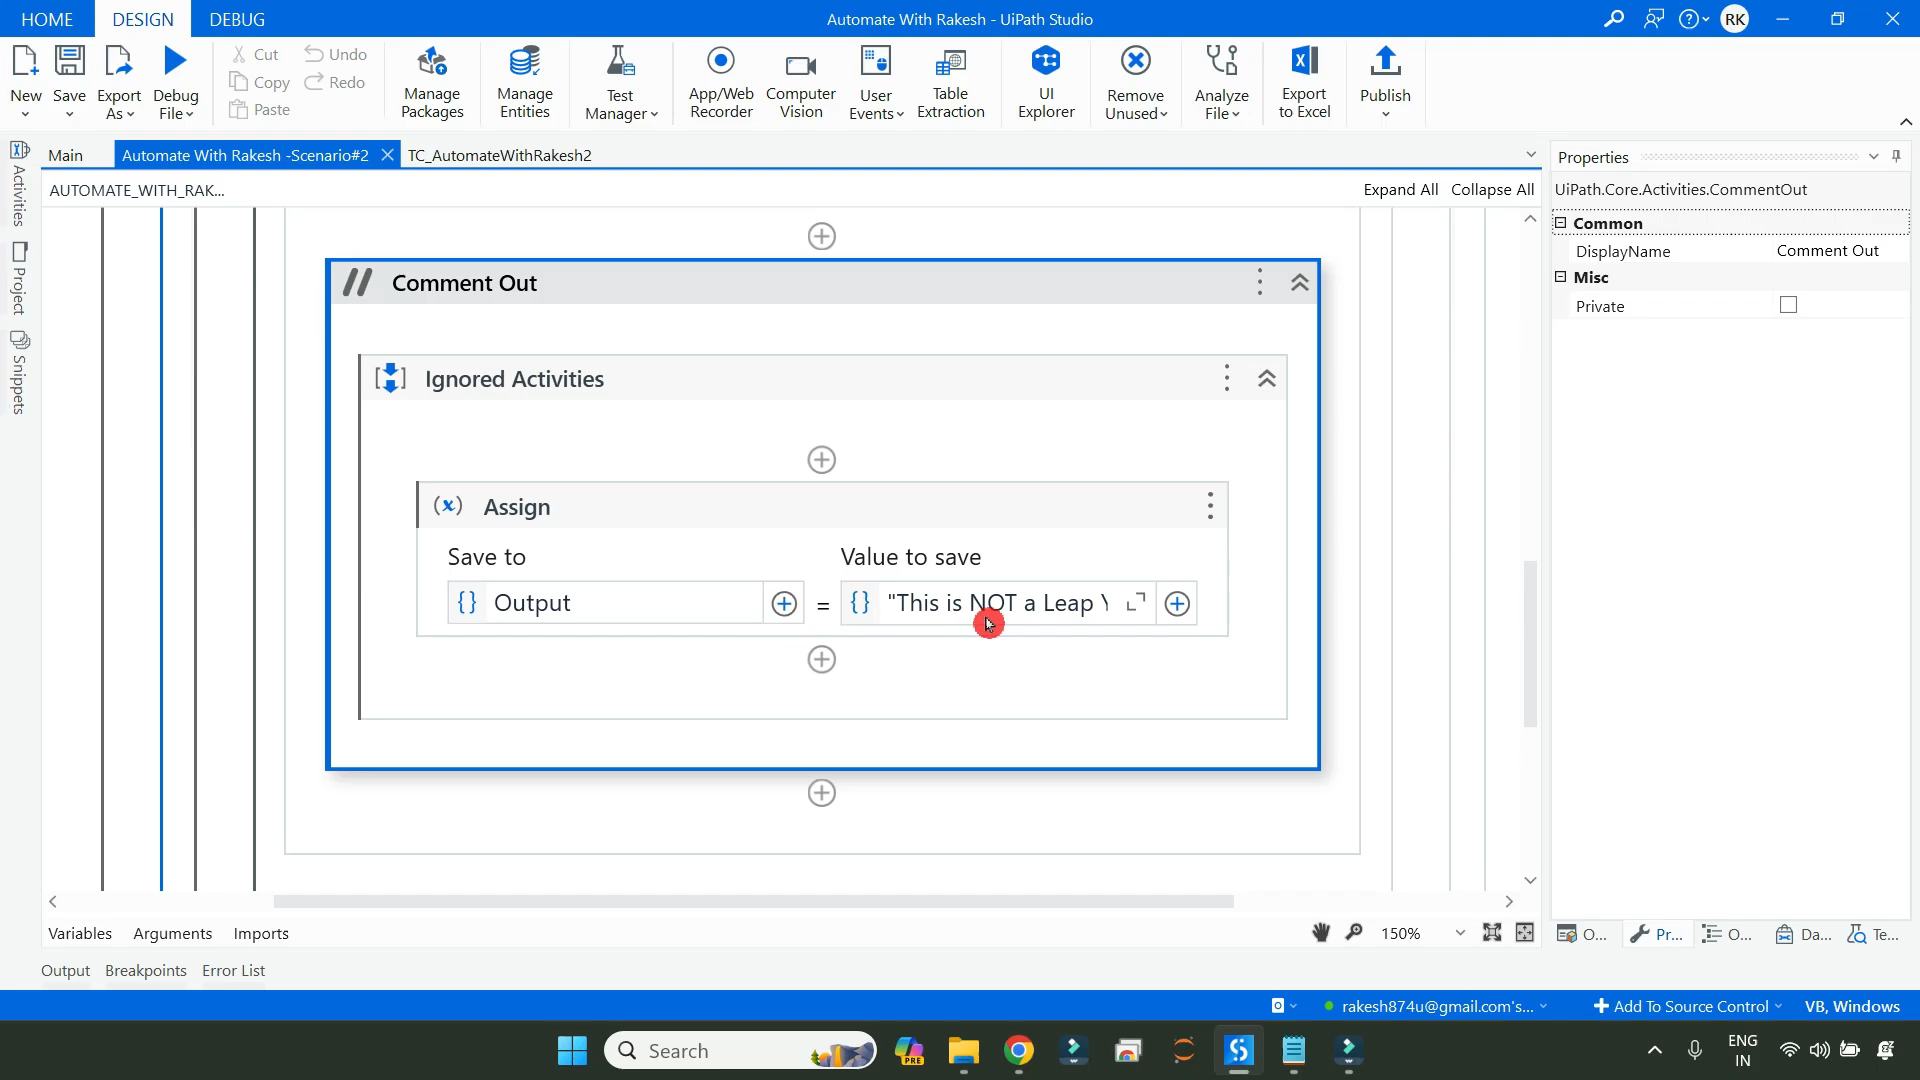 HOME
DESIGN
DEBUG
Automate With Rakesh - UiPath Studio
RK
New
Save
Export
As
Debug
File
Cut
Copy
Paste
Undo
Redo
Manage
Packages
Manage
Entities
Test
Manager
App/Web
Recorder
Computer
Vision
User
Events
Table
Extraction
UI
Explorer
Remove
Unused
Analyze
File
Export
to Excel
Publish
Activities
Project
Snippets
Main
Automate With Rakesh -Scenario#2
TC_AutomateWithRakesh2
AUTOMATE_WITH_RAK...
Expand All
Collapse All
Comment Out
Ignored Activities
Assign
Save to
Value to save
{} Output
=
{} "This is NOT a Leap Y
Properties
UiPath.Core.Activities.CommentOut
Common
DisplayName
Comment Out
Misc
Private
Variables
Arguments
Imports
150%
O...
Pr...
O...
Da...
Te...
Output
Breakpoints
Error List
rakesh874u@gmail.com's...
Add To Source Control
VB, Windows
Search
PRE
ENG
IN